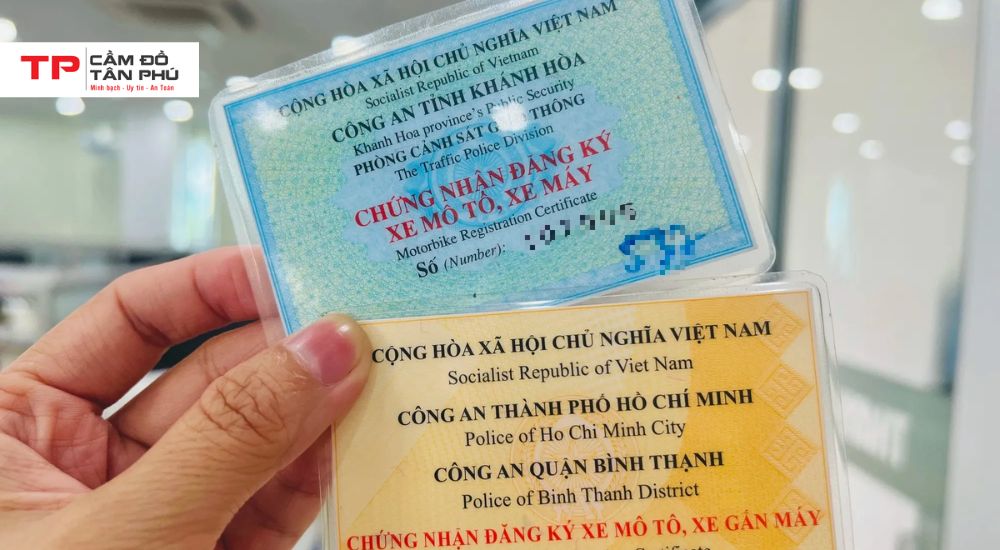 TP CẦM ĐỒ
TÂN PHÚ
Minh bạch - Uy tín - An Toàn
CỘNG HÒA XÃ HỘI CHỦ NGHĨA VIỆT NAM
Socialist Republic of Vietnam
CÔNG AN TỈNH KHÁNH HÒA
Khanh Hoa province's Public Security
PHÒNG CẢNH SÁT GIAO THÔNG
The Traffic Police Division
CHỨNG NHẬN ĐĂNG KÝ
XE MÔ TÔ, XE MÁY
Motorbike Registration Certificate
Số (Number):
CỘNG HÒA XÃ HỘI CHỦ NGHĨA VIỆT NAM
Socialist Republic of Viet Nam
CÔNG AN THÀNH PHỐ HỒ CHÍ MINH
Police of Ho Chi Minh City
CÔNG AN QUẬN BÌNH THẠNH
Police of Binh Thanh District
CHỨNG NHẬN ĐĂNG KÝ XE MÔ TÔ, XE GẮN MÁY
Certificate